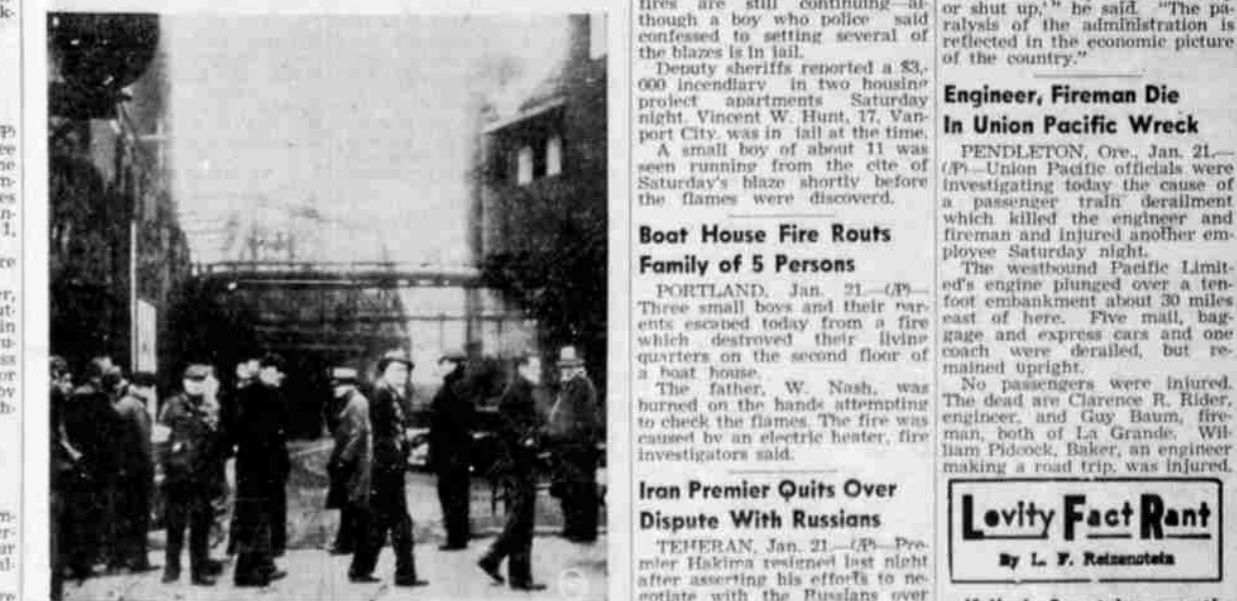 fires are still continuing—al-
though a boy who police said
confessed to setting several of
the blazes is in jail.
Deputy sheriffs reported a $3,-
000 incendiary in two housing
project apartments Saturday
night. Vincent W. Hunt, 17, Van-
port City, was in jail at the time.
A small boy of about 11 was
seen running from the cite of
Saturday's blaze shortly before
the flames were discoverd.
Boat House Fire Routs
Family of 5 Persons
PORTLAND, Jan. 21—(AP)—
Three small boys and their par-
ents escaped today from a fire
which destroyed their living
quarters on the second floor of
a boat house.
The father, W. Nash, was
burned on the hands attempting
to check the flames. The fire was
caused by an electric heater, fire
investigators said.
Iran Premier Quits Over
Dispute With Russians
TEHERAN, Jan. 21—(AP)—Pre-
mier Hakima resigned last night
after asserting his efforts to ne-
gotiate with the Russians over
or shut up,'" he said. "The pa-
ralysis of the administration is
reflected in the economic picture
of the country."
Engineer, Fireman Die
In Union Pacific Wreck
PENDLETON, Ore., Jan. 21.—
(AP)—Union Pacific officials were
investigating today the cause of
a passenger train derailment
which killed the engineer and
fireman and injured another em-
ployee Saturday night.
The westbound Pacific Limit-
ed's engine plunged over a ten-
foot embankment about 30 miles
east of here. Five mail, bag-
gage and express cars and one
coach were derailed, but re-
mained upright.
No passengers were injured.
The dead are Clarence R. Rider,
engineer, and Guy Baum, fire-
man, both of La Grande. Wil-
liam Pidcock, Baker, an engineer
making a road trip, was injured.
Levity Fact Rant
By L. F. Reizenstein